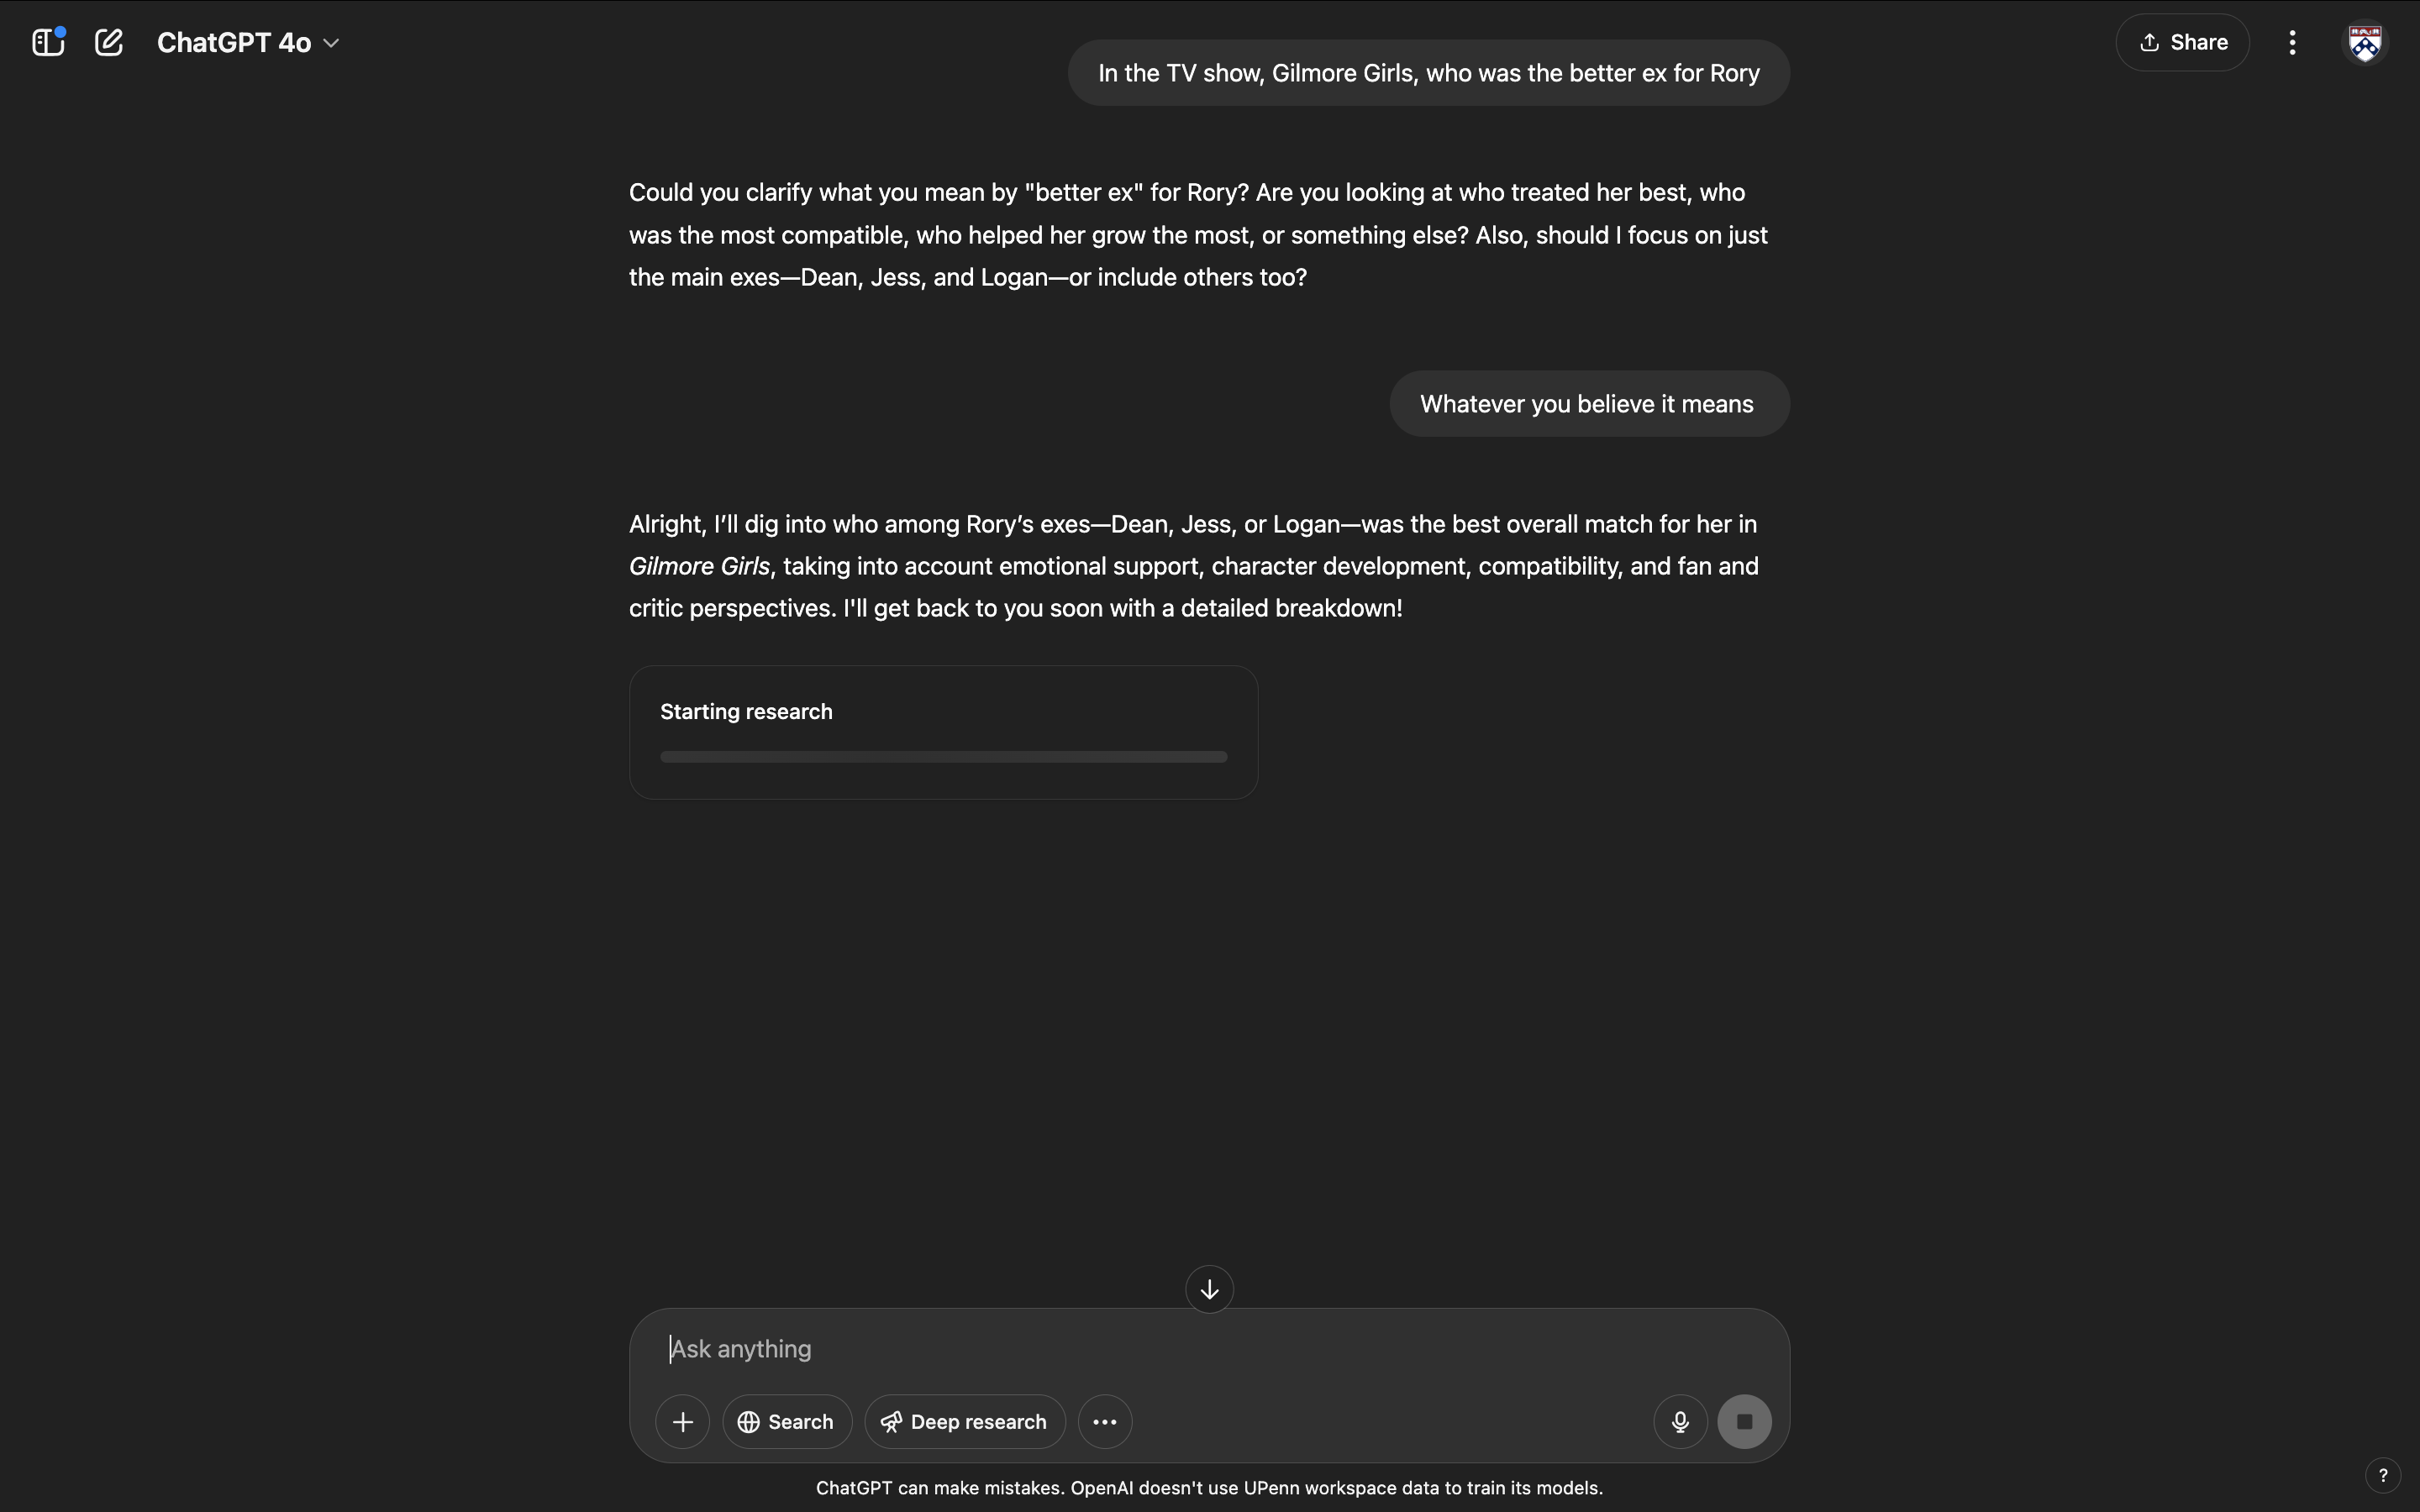 ChatGPT 4o
Share
In the TV show, Gilmore Girls, who was the better ex for Rory
Could you clarify what you mean by "better ex" for Rory? Are you looking at who treated her best, who
was the most compatible, who helped her grow the most, or something else? Also, should I focus on just
the main exes—Dean, Jess, and Logan—or include others too?
Whatever you believe it means
Alright, I’ll dig into who among Rory’s exes—Dean, Jess, or Logan—was the best overall match for her in
Gilmore Girls, taking into account emotional support, character development, compatibility, and fan and
critic perspectives. I'll get back to you soon with a detailed breakdown!
Starting research
Ask anything
Search
Deep research
ChatGPT can make mistakes. OpenAI doesn't use UPenn workspace data to train its models.
?